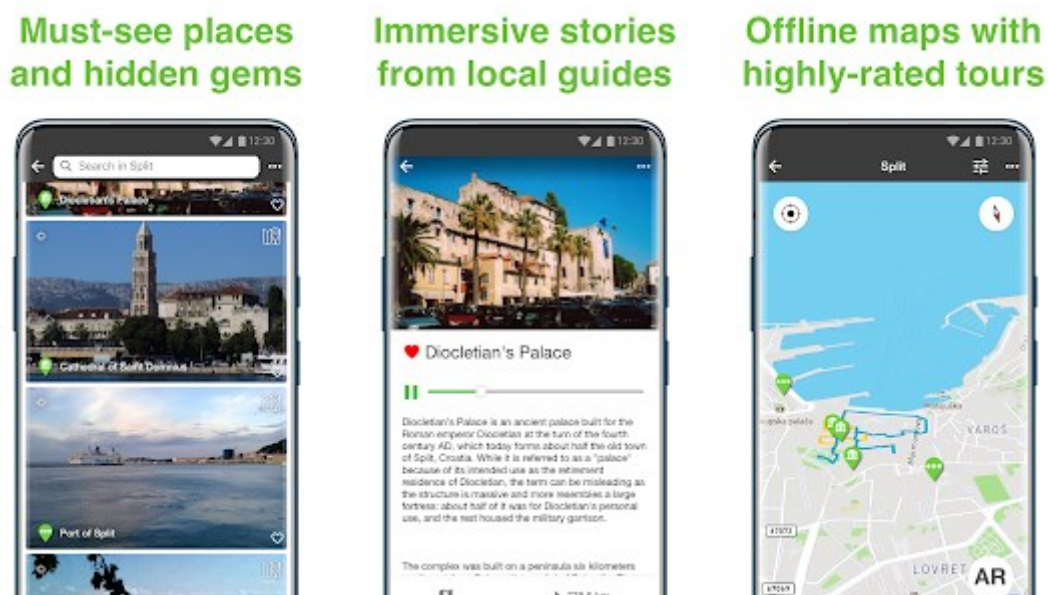 Must-see places
and hidden gems
12:30
Search in Split
Diocletian's Palace
Cathedral of Saint Domnius
Port of Split
Immersive stories
from local guides
12:30
Diocletian's Palace
Diocletian's Palace is an ancient palace built for the
Roman emperor Diocletian at the turn of the fourth
century AD, which today forms about half the old town
of Split, Croatia. While it is referred to as a "palace"
because of its intended use as the retirement
residence of Diocletian, the term can be misleading as
the structure is massive and more resembles a large
fortress: about half of it was for Diocletian's personal
use, and the rest housed the military garrison.
The complex was built on a peninsula six kilometers
Offline maps with
highly-rated tours
12:30
Split
VAROŠ
LOVRET
AR